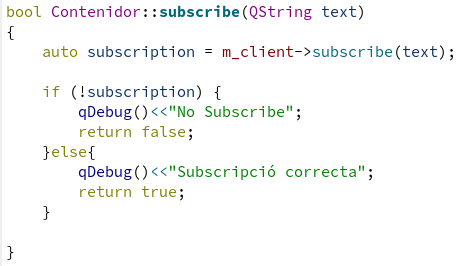 bool Contenidor::subscribe(QString text)
{
    auto subscription = m_client->subscribe(text);
    if (!subscription) {
        qDebug()<<"No Subscribe";
        return false;
    }else{
        qDebug()<<"Subscripció correcta";
        return true;
    }
}